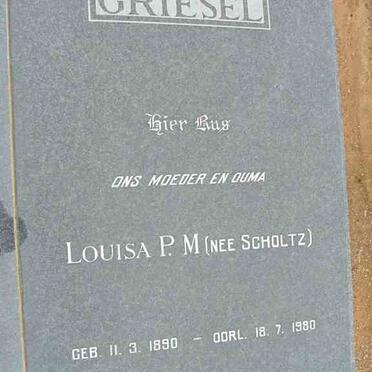 GRIESEL
Hier Rus
ONS MOEDER EN OUMA
LOUISA P. M (NEE SCHOLTZ)
GEB. 11. 3. 1890 – OORL. 18. 7. 1980